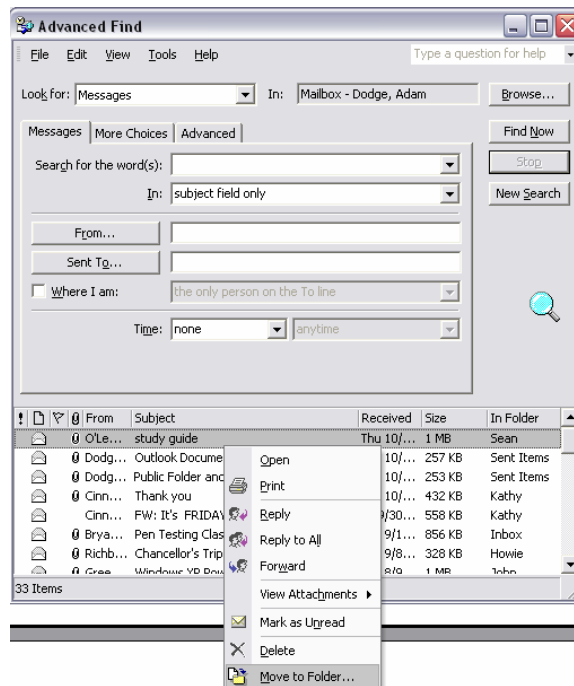 Advanced Find
File Edit View Tools Help Type a question for help
Look for: Messages In: Mailbox - Dodge, Adam Browse...
Messages More Choices Advanced Find Now
Search for the word(s): Stop
In: subject field only New Search
From...
Sent To...
Where I am: the only person on the To line
Time: none anytime
! From Subject Received Size In Folder
O'Le... study guide Thu 10/... 1 MB Sean
Dodg... Outlook Docume 10/... 257 KB Sent Items
Dodg... Public Folder and 10/... 253 KB Sent Items
Cinn... Thank you 10/... 432 KB Kathy
Cinn... FW: It's FRIDA 9/30... 558 KB Kathy
Brya... Pen Testing Clas 9/1... 856 KB Inbox
Richb... Chancellor's Trip 9/8... 328 KB Howie
Gree Windows XP Pow 8/9 1 MB John
33 Items
Open
Print
Reply
Reply to All
Forward
View Attachments
Mark as Unread
Delete
Move to Folder...